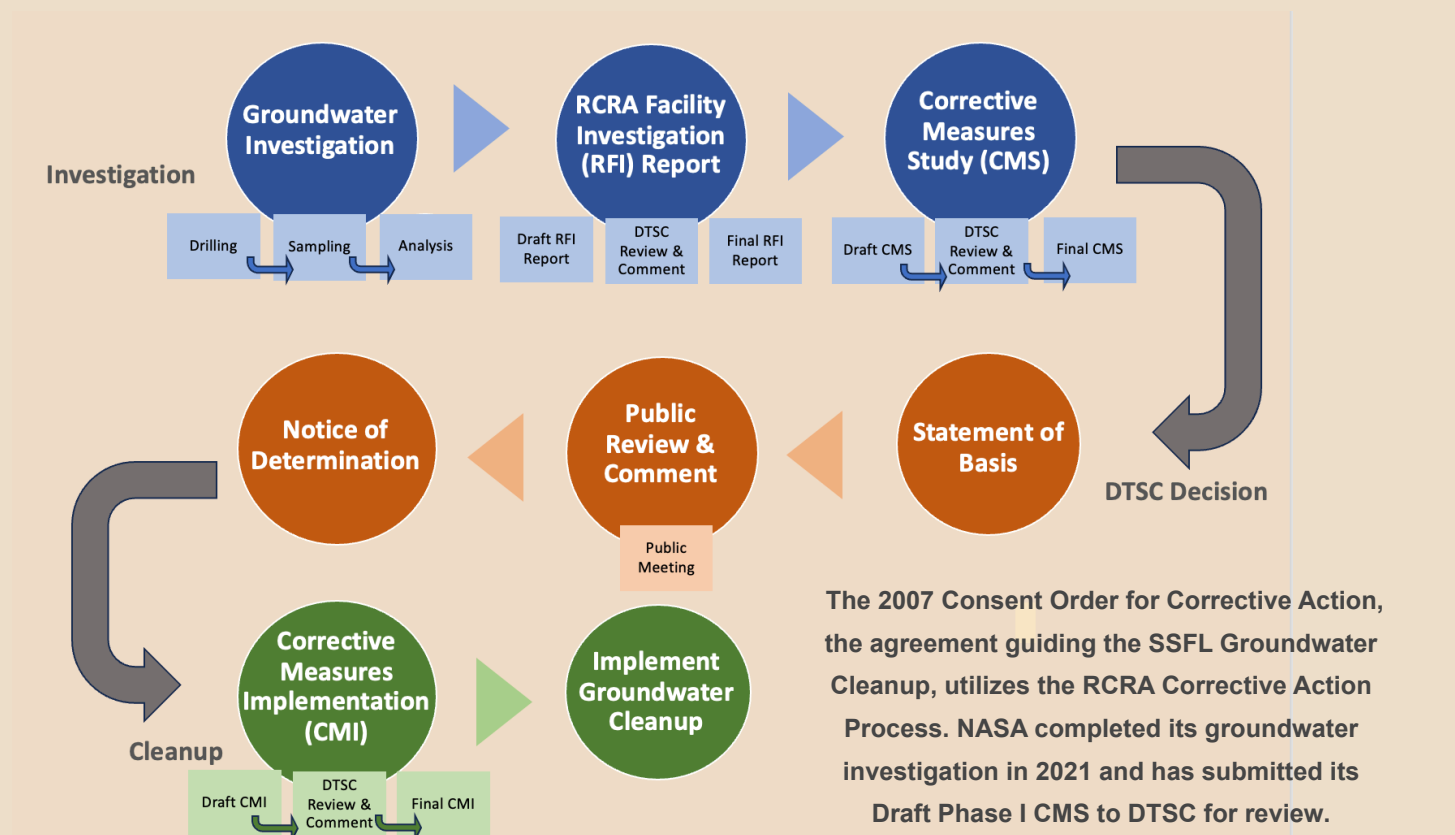 Investigation
Groundwater
Investigation
Drilling
Sampling
Analysis
RCRA Facility
Investigation
(RFI) Report
Draft RFI
Report
DTSC
Review &
Comment
Final RFI
Report
Corrective
Measures
Study (CMS)
Draft CMS
DTSC
Review &
Comment
Final CMS
DTSC Decision
Statement of
Basis
Public
Review &
Comment
Public
Meeting
Notice of
Determination
Cleanup
Corrective
Measures
Implementation
(CMI)
Draft CMI
DTSC
Review &
Comment
Final CMI
Implement
Groundwater
Cleanup
The 2007 Consent Order for Corrective Action,
the agreement guiding the SSFL Groundwater
Cleanup, utilizes the RCRA Corrective Action
Process. NASA completed its groundwater
investigation in 2021 and has submitted its
Draft Phase I CMS to DTSC for review.